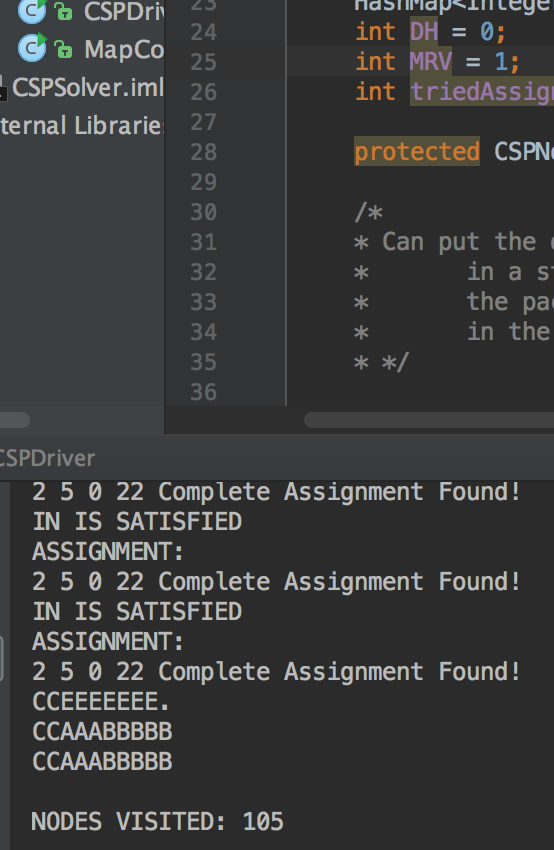 CSPDri
MapCo
CSPSolver.iml
ternal Libraries
23 HashMap<Intege
24 int DH = 0;
25 int MRV = 1;
26 int triedAssig
27
28 protected CSPN
29
30 /*
31 * Can put the
32 * in a s
33 * the pa
34 * in the
35 * */
36
CSPDriver
2 5 0 22 Complete Assignment Found!
IN IS SATISFIED
ASSIGNMENT:
2 5 0 22 Complete Assignment Found!
IN IS SATISFIED
ASSIGNMENT:
2 5 0 22 Complete Assignment Found!
CCEEEEEEE.
CCAAABBBBB
CCAAABBBBB
NODES VISITED: 105